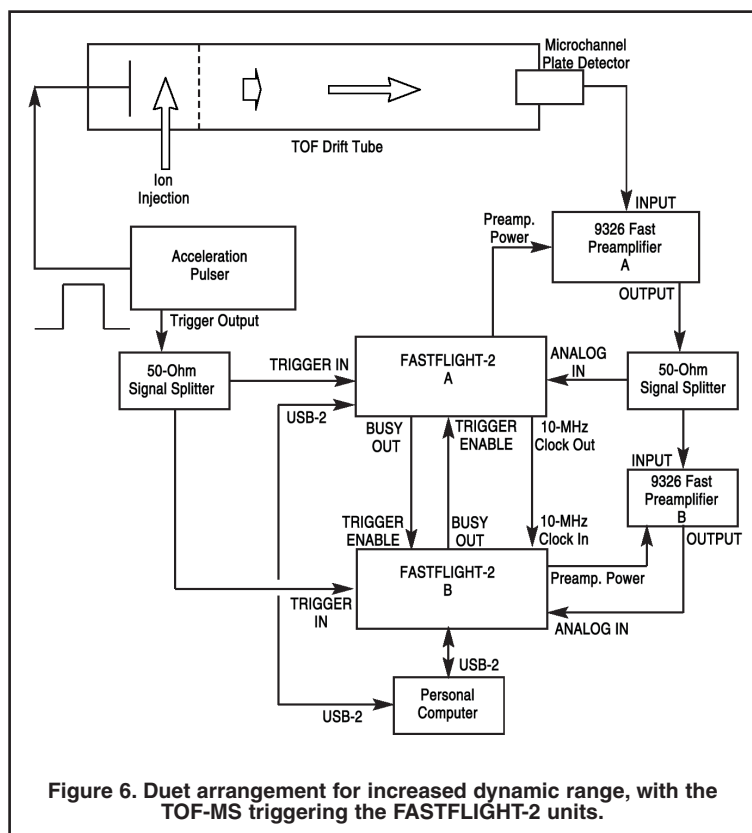 Microchannel
Plate Detector
TOF Drift Tube
Ion
Injection
INPUT
Preamp.
Power
9326 Fast
Preamplifier
A
Acceleration
Pulser
OUTPUT
Trigger Output
50-Ohm
Signal Splitter
TRIGGER IN
FASTFLIGHT-2
A
ANALOG
IN
50-Ohm
Signal Splitter
USB-2
BUSY
OUT
TRIGGER
ENABLE
10-MHz
Clock Out
INPUT
9326 Fast
Preamplifier
B
TRIGGER
ENABLE
BUSY
OUT
10-MHz
Clock In
OUTPUT
FASTFLIGHT-2
B
Preamp. Power
TRIGGER
IN
ANALOG IN
USB-2
Personal
Computer
USB-2
Figure 6. Duet arrangement for increased dynamic range, with the
TOF-MS triggering the FASTFLIGHT-2 units.